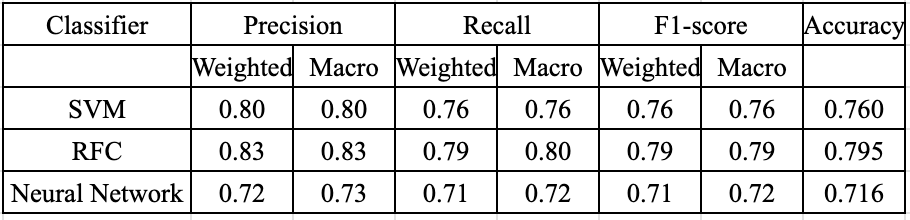 Classifier Precision Recall F1-score Accuracy
Weighted Macro Weighted Macro Weighted Macro
SVM 0.80 0.80 0.76 0.76 0.76 0.76 0.760
RFC 0.83 0.83 0.79 0.80 0.79 0.79 0.795
Neural Network 0.72 0.73 0.71 0.72 0.71 0.72 0.716